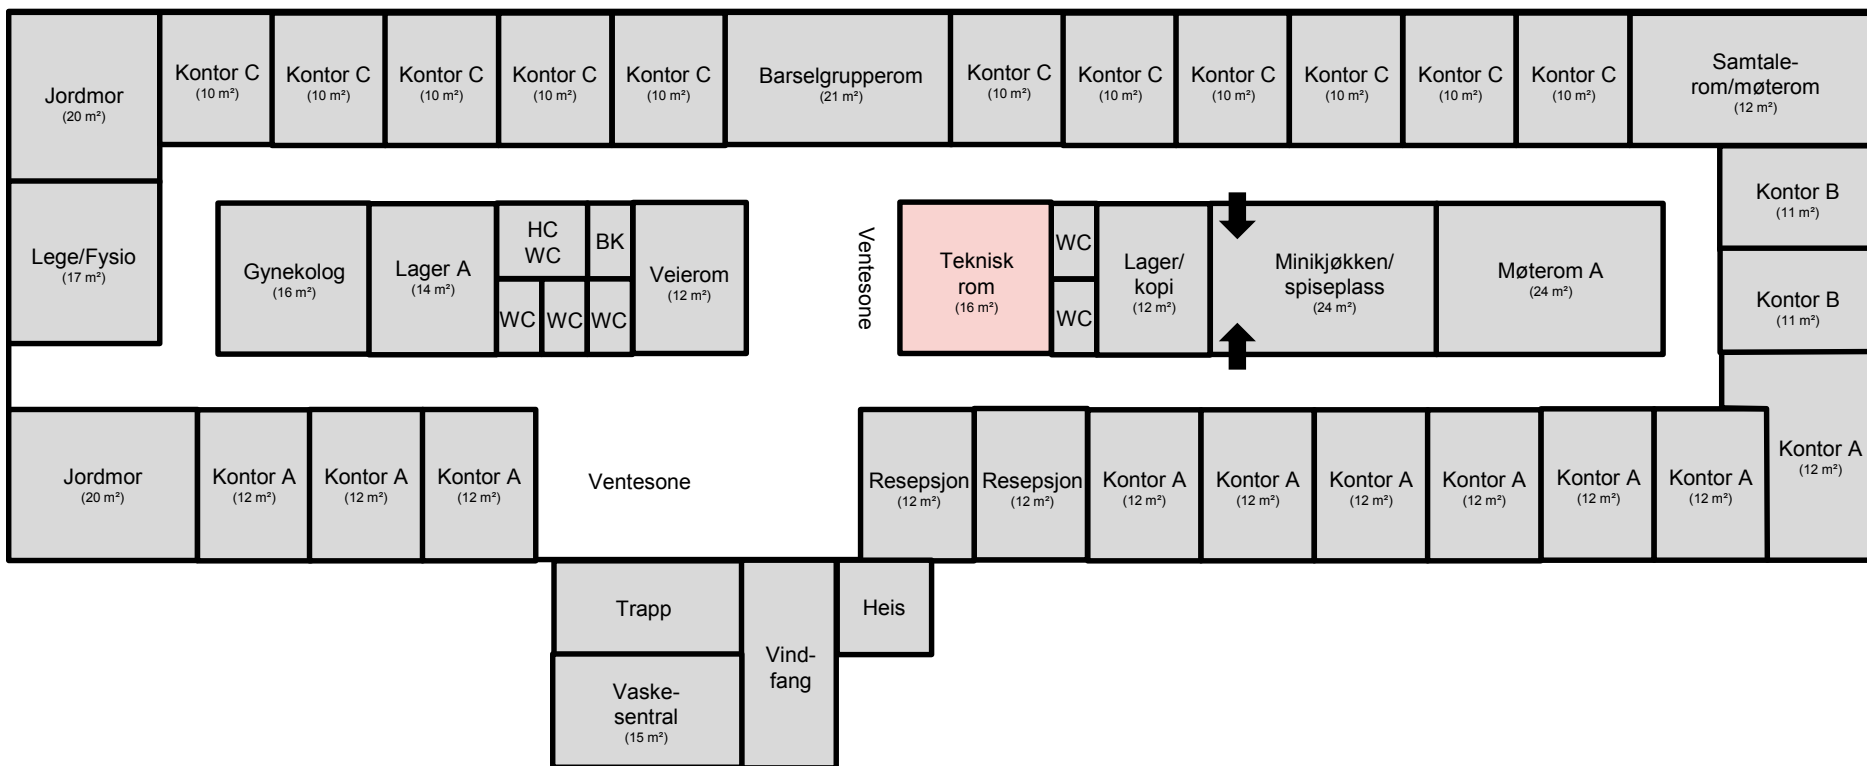 Jordmor
(20 m²)
Kontor C
(10 m²)
Kontor C
(10 m²)
Kontor C
(10 m²)
Kontor C
(10 m²)
Kontor C
(10 m²)
Barselgrupperom
(21 m²)
Kontor C
(10 m²)
Kontor C
(10 m²)
Kontor C
(10 m²)
Kontor C
(10 m²)
Kontor C
(10 m²)
Kontor C
(10 m²)
Samtale-
rom/møterom
(12 m²)
Lege/Fysio
(17 m²)
Gynekolog
(16 m²)
Lager A
(14 m²)
HC
WC
BK
WC
WC
WC
Veierom
(12 m²)
Ventesone
Teknisk
rom
(16 m²)
WC
WC
Lager/
kopi
(12 m²)
Minikjøkken/
spiseplass
(24 m²)
Møterom A
(24 m²)
Kontor B
(11 m²)
Kontor B
(11 m²)
Jordmor
(20 m²)
Kontor A
(12 m²)
Kontor A
(12 m²)
Kontor A
(12 m²)
Ventesone
Resepsjon
(12 m²)
Resepsjon
(12 m²)
Kontor A
(12 m²)
Kontor A
(12 m²)
Kontor A
(12 m²)
Kontor A
(12 m²)
Kontor A
(12 m²)
Kontor A
(12 m²)
Kontor A
(12 m²)
Trapp
Vind-
fang
Heis
Vaske-
sentral
(15 m²)